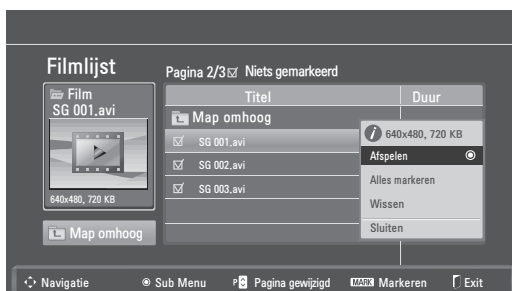 Filmlijst
Pagina 2/3 Niets gemarkeerd
Film
SG 001.avi
640x480, 720 KB
Map omhoog
Titel Duur
Map omhoog
SG 001.avi
SG 002.avi
SG 003.avi
640x480, 720 KB
Afspelen
Alles markeren
Wissen
Sluiten
Navigatie Sub Menu P Pagina gewijzigd MARK Markeren Exit